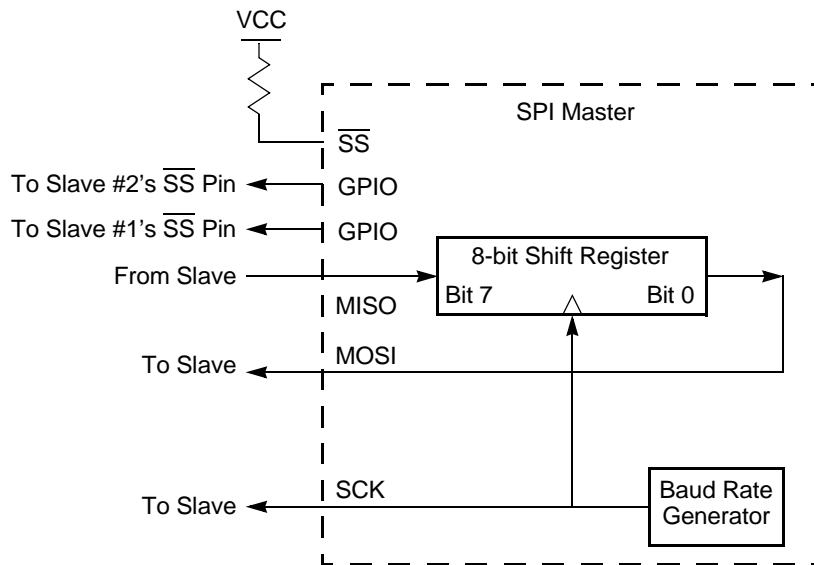 VCC
SPI Master
SS
To Slave #2's SS Pin
GPIO
To Slave #1's SS Pin
GPIO
8-bit Shift Register
From Slave
Bit 7
Bit 0
MISO
MOSI
To Slave
SCK
Baud Rate
Generator
To Slave